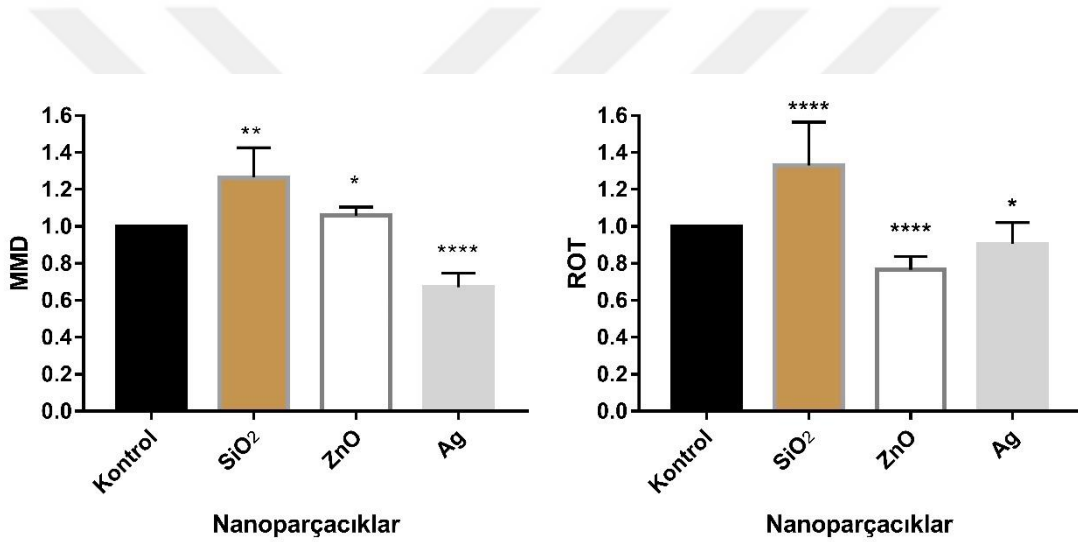 MMD
1.6
1.4
1.2
1.0
0.8
0.6
0.4
0.2
0.0
**
*
****
Kontrol
SiO2
ZnO
Ag
Nanoparçacıklar
ROT
1.6
1.4
1.2
1.0
0.8
0.6
0.4
0.2
0.0
****
****
*
Kontrol
SiO2
ZnO
Ag
Nanoparçacıklar